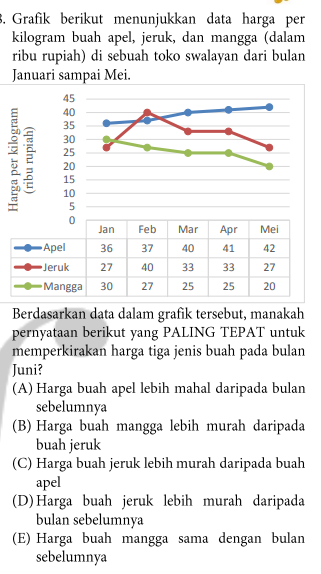 3. Grafik berikut menunjukkan data harga per
kilogram buah apel, jeruk, dan mangga (dalam
ribu rupiah) di sebuah toko swalayan dari bulan
Januari sampai Mei.
Harga per kilogram
(ribu rupiah)
45
40
35
30
25
20
15
10
5
0
Jan Feb Mar Apr Mei
Apel 36 37 40 41 42
Jeruk 27 40 33 33 27
Mangga 30 27 25 25 20
Berdasarkan data dalam grafik tersebut, manakah
pernyataan berikut yang PALING TEPAT untuk
memperkirakan harga tiga jenis buah pada bulan
Juni?
(A) Harga buah apel lebih mahal daripada bulan
sebelumnya
(B) Harga buah mangga lebih murah daripada
buah jeruk
(C) Harga buah jeruk lebih murah daripada buah
apel
(D) Harga buah jeruk lebih murah daripada
bulan sebelumnya
(E) Harga buah mangga sama dengan bulan
sebelumnya